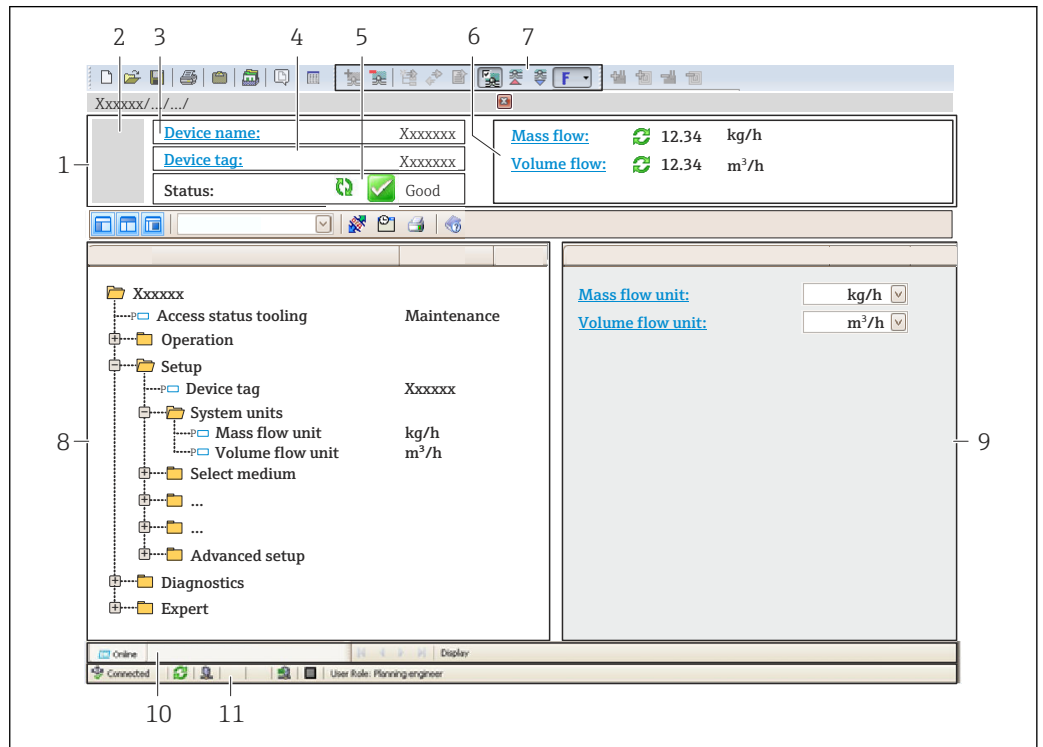 2 3 4 5 6 7
F
Xxxxxx/.../.../
1
Device name: Xxxxxxx
Device tag: Xxxxxxx
Status: Good
Mass flow: 12.34 kg/h
Volume flow: 12.34 m³/h
Xxxxxx
P Access status tooling Maintenance
Operation
Setup
P Device tag Xxxxxx
System units
P Mass flow unit kg/h
P Volume flow unit m³/h
Select medium
...
...
Advanced setup
Diagnostics
Expert
8
Mass flow unit: kg/h
Volume flow unit: m³/h
9
Online Display
Connected User Role: Planning engineer
10 11